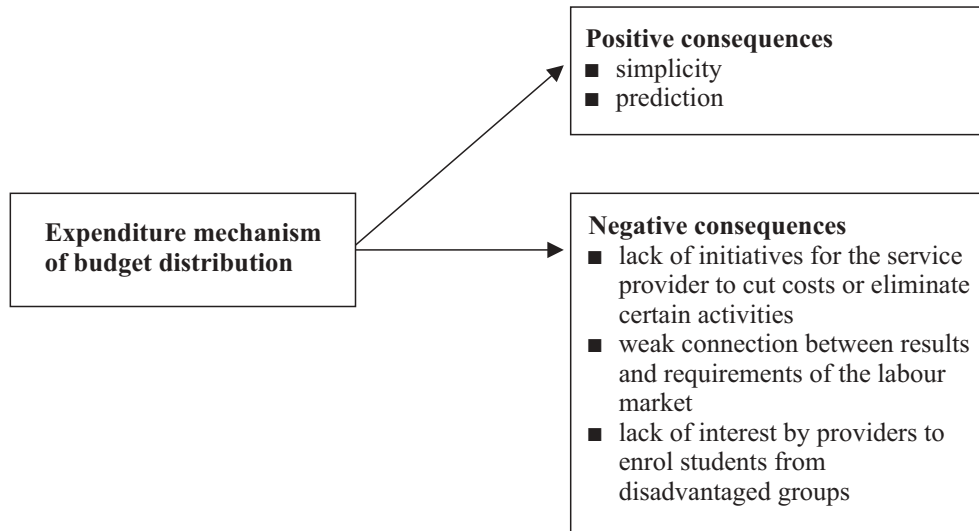 Positive consequences
■ simplicity
■ prediction
Expenditure mechanism
of budget distribution
Negative consequences
■ lack of initiatives for the service
provider to cut costs or eliminate
certain activities
■ weak connection between results
and requirements of the labour
market
■ lack of interest by providers to
enrol students from
disadvantaged groups